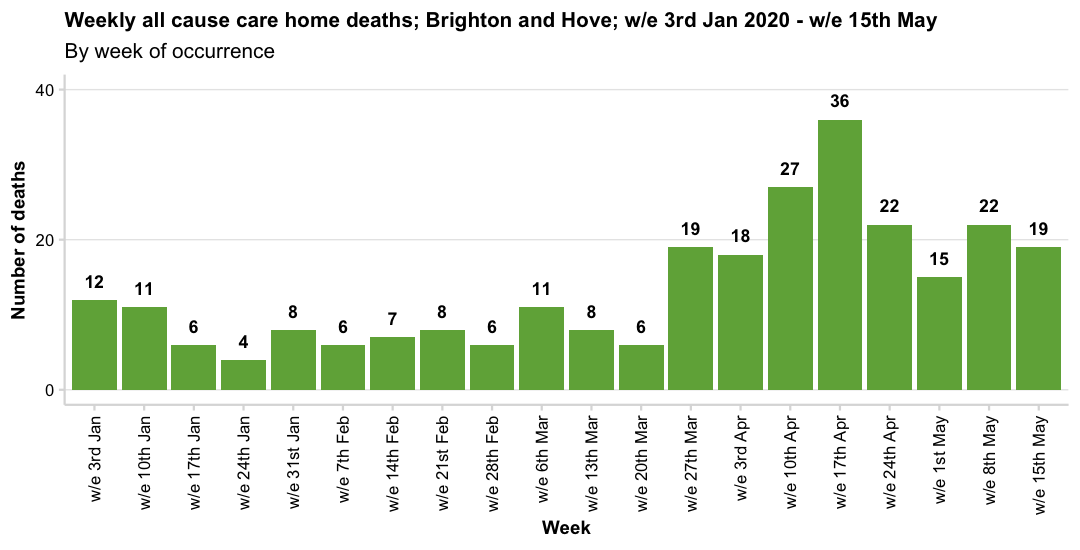 Weekly all cause care home deaths; Brighton and Hove; w/e 3rd Jan 2020 - w/e 15th May
By week of occurrence
Number of deaths
40
20
0
12
11
6
4
8
6
7
8
6
11
8
6
19
18
27
36
22
15
22
19
w/e 3rd Jan
w/e 10th Jan
w/e 17th Jan
w/e 24th Jan
w/e 31st Jan
w/e 7th Feb
w/e 14th Feb
w/e 21st Feb
w/e 28th Feb
w/e 6th Mar
w/e 13th Mar
w/e 20th Mar
w/e 27th Mar
w/e 3rd Apr
w/e 10th Apr
w/e 17th Apr
w/e 24th Apr
w/e 1st May
w/e 8th May
w/e 15th May
Week